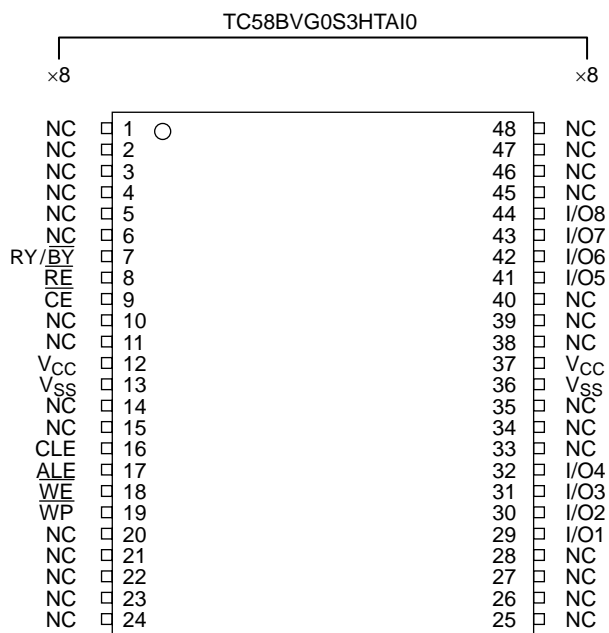 TC58BVG0S3HTAI0
×8 ×8
NC 1 48 NC
NC 2 47 NC
NC 3 46 NC
NC 4 45 NC
NC 5 44 I/O8
NC 6 43 I/O7
RY/B̅Y̅ 7 42 I/O6
R̅E̅ 8 41 I/O5
C̅E̅ 9 40 NC
NC 10 39 NC
NC 11 38 NC
VCC 12 37 VCC
VSS 13 36 VSS
NC 14 35 NC
NC 15 34 NC
CLE 16 33 NC
ALE 17 32 I/O4
W̅E̅ 18 31 I/O3
W̅P̅ 19 30 I/O2
NC 20 29 I/O1
NC 21 28 NC
NC 22 27 NC
NC 23 26 NC
NC 24 25 NC